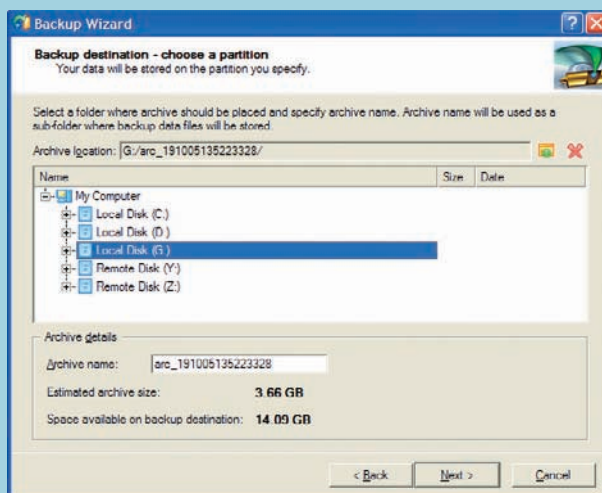 Backup Wizard
Backup destination - choose a partition
Your data will be stored on the partition you specify.
Select a folder where archive should be placed and specify archive name. Archive name will be used as a
sub-folder where backup data files will be stored.
Archive location: G:/arc_191005135223328/
Name Size Date
My Computer
Local Disk (C:)
Local Disk (D:)
Local Disk (G:)
Remote Disk (Y:)
Remote Disk (Z:)
Archive details
Archive name: arc_191005135223328
Estimated archive size: 3.66 GB
Space available on backup destination: 14.09 GB
< Back Next > Cancel